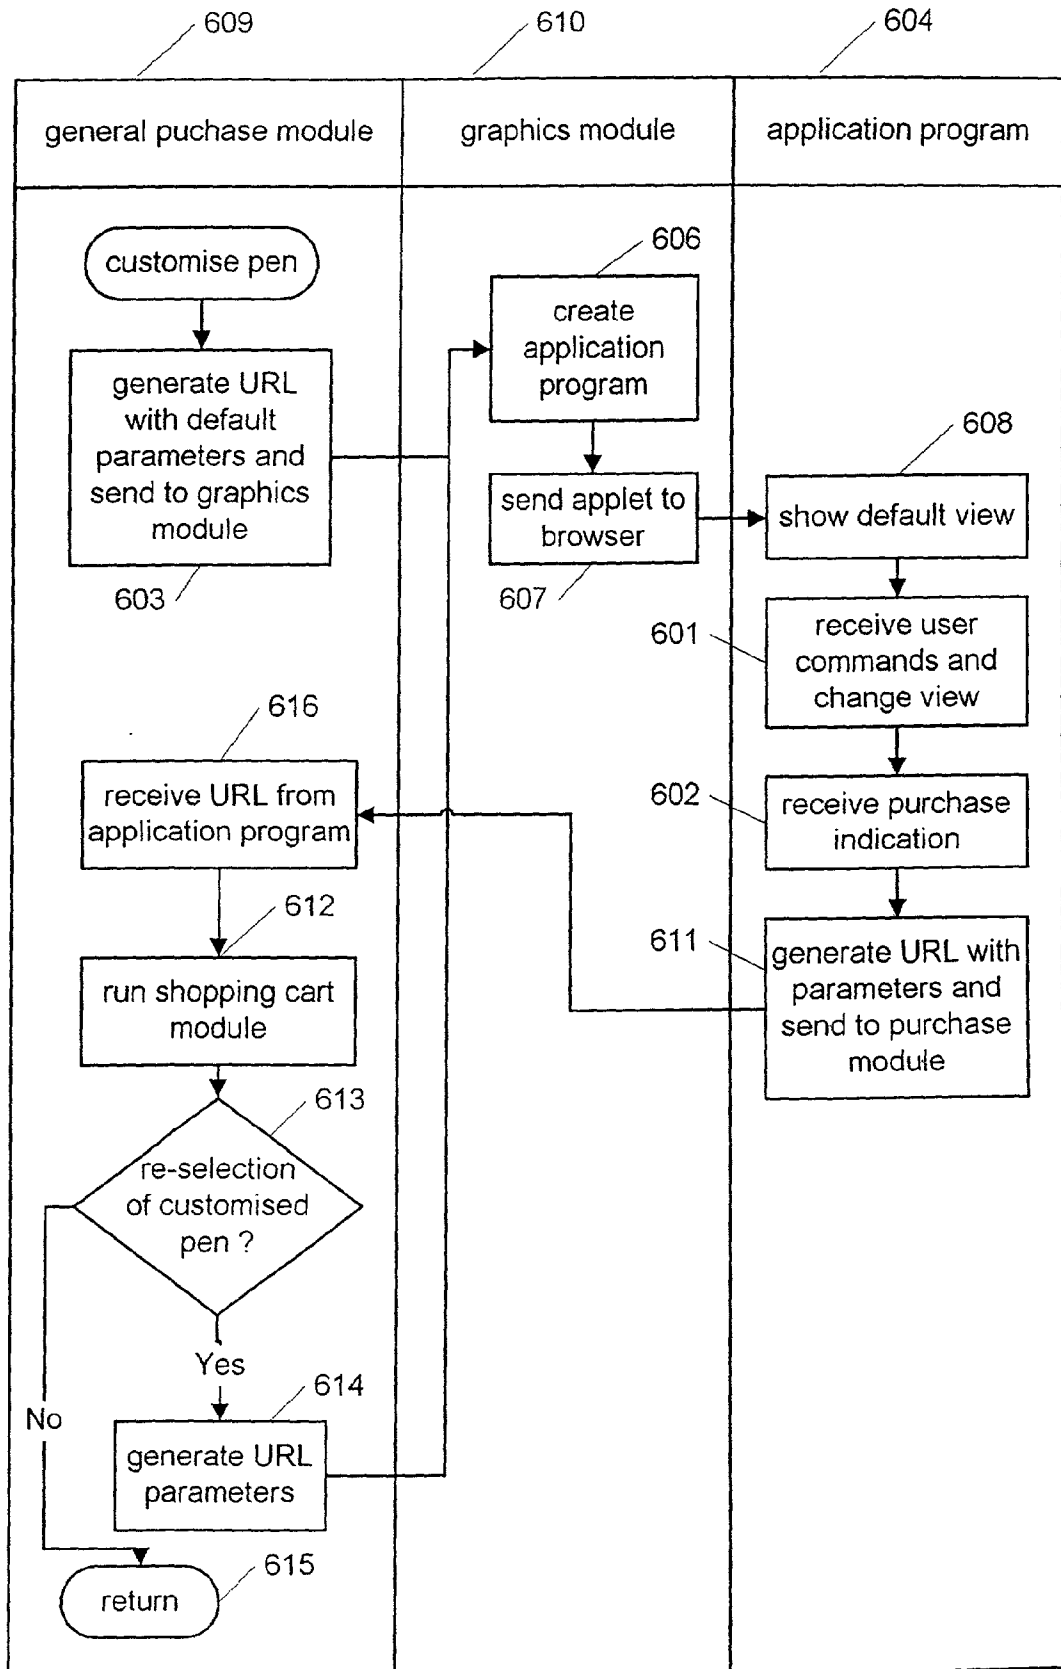 609
610
604
general puchase module
graphics module
application program
customise pen
generate URL
with default
parameters and
send to graphics
module
603
606
create
application
program
send applet to
browser
607
608
show default view
601
receive user
commands and
change view
602
receive purchase
indication
611
generate URL with
parameters and
send to purchase
module
616
receive URL from
application program
612
run shopping cart
module
613
re-selection
of customised
pen ?
Yes
No
614
generate URL
parameters
615
return